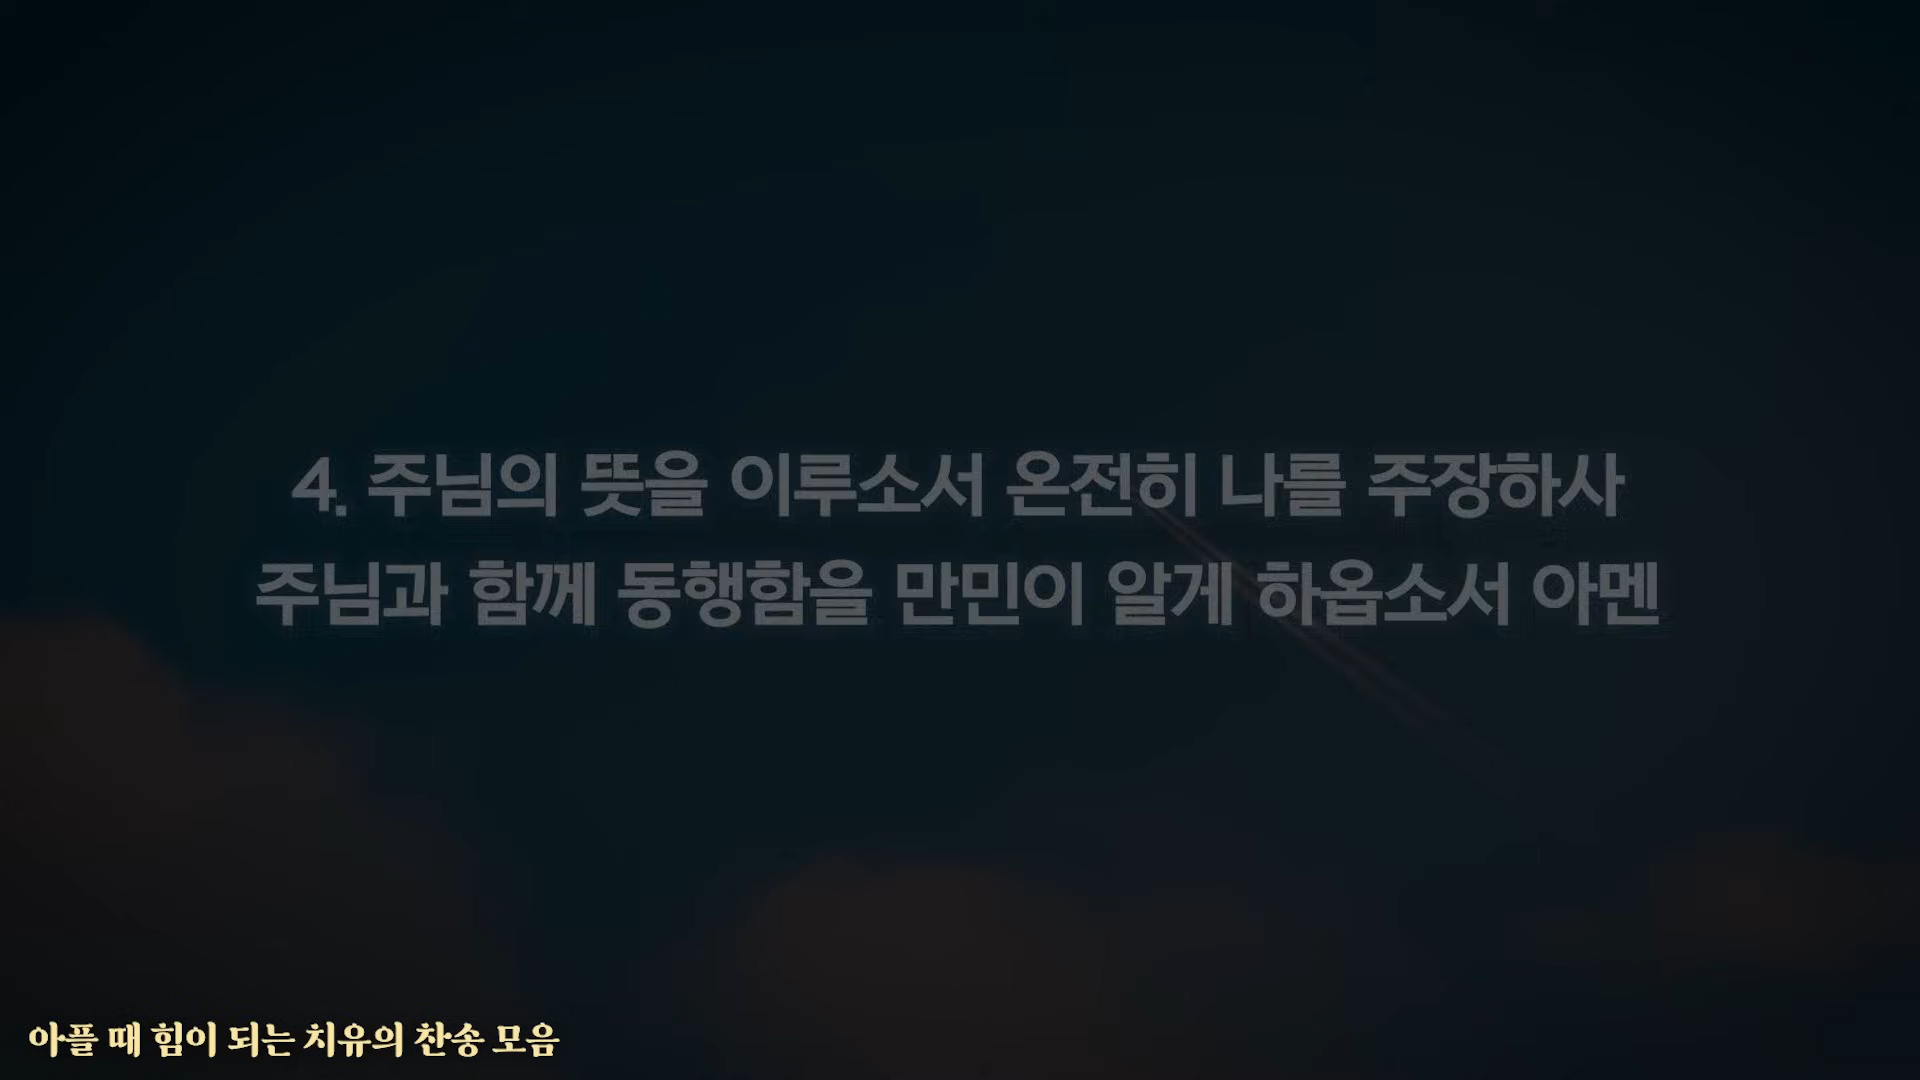 4. 주님의 뜻을 이루소서 온전히 나를 주장하사
주님과 함께 동행함을 만민이 알게 하옵소서 아멘
아플 때 힘이 되는 치유의 찬송 모음